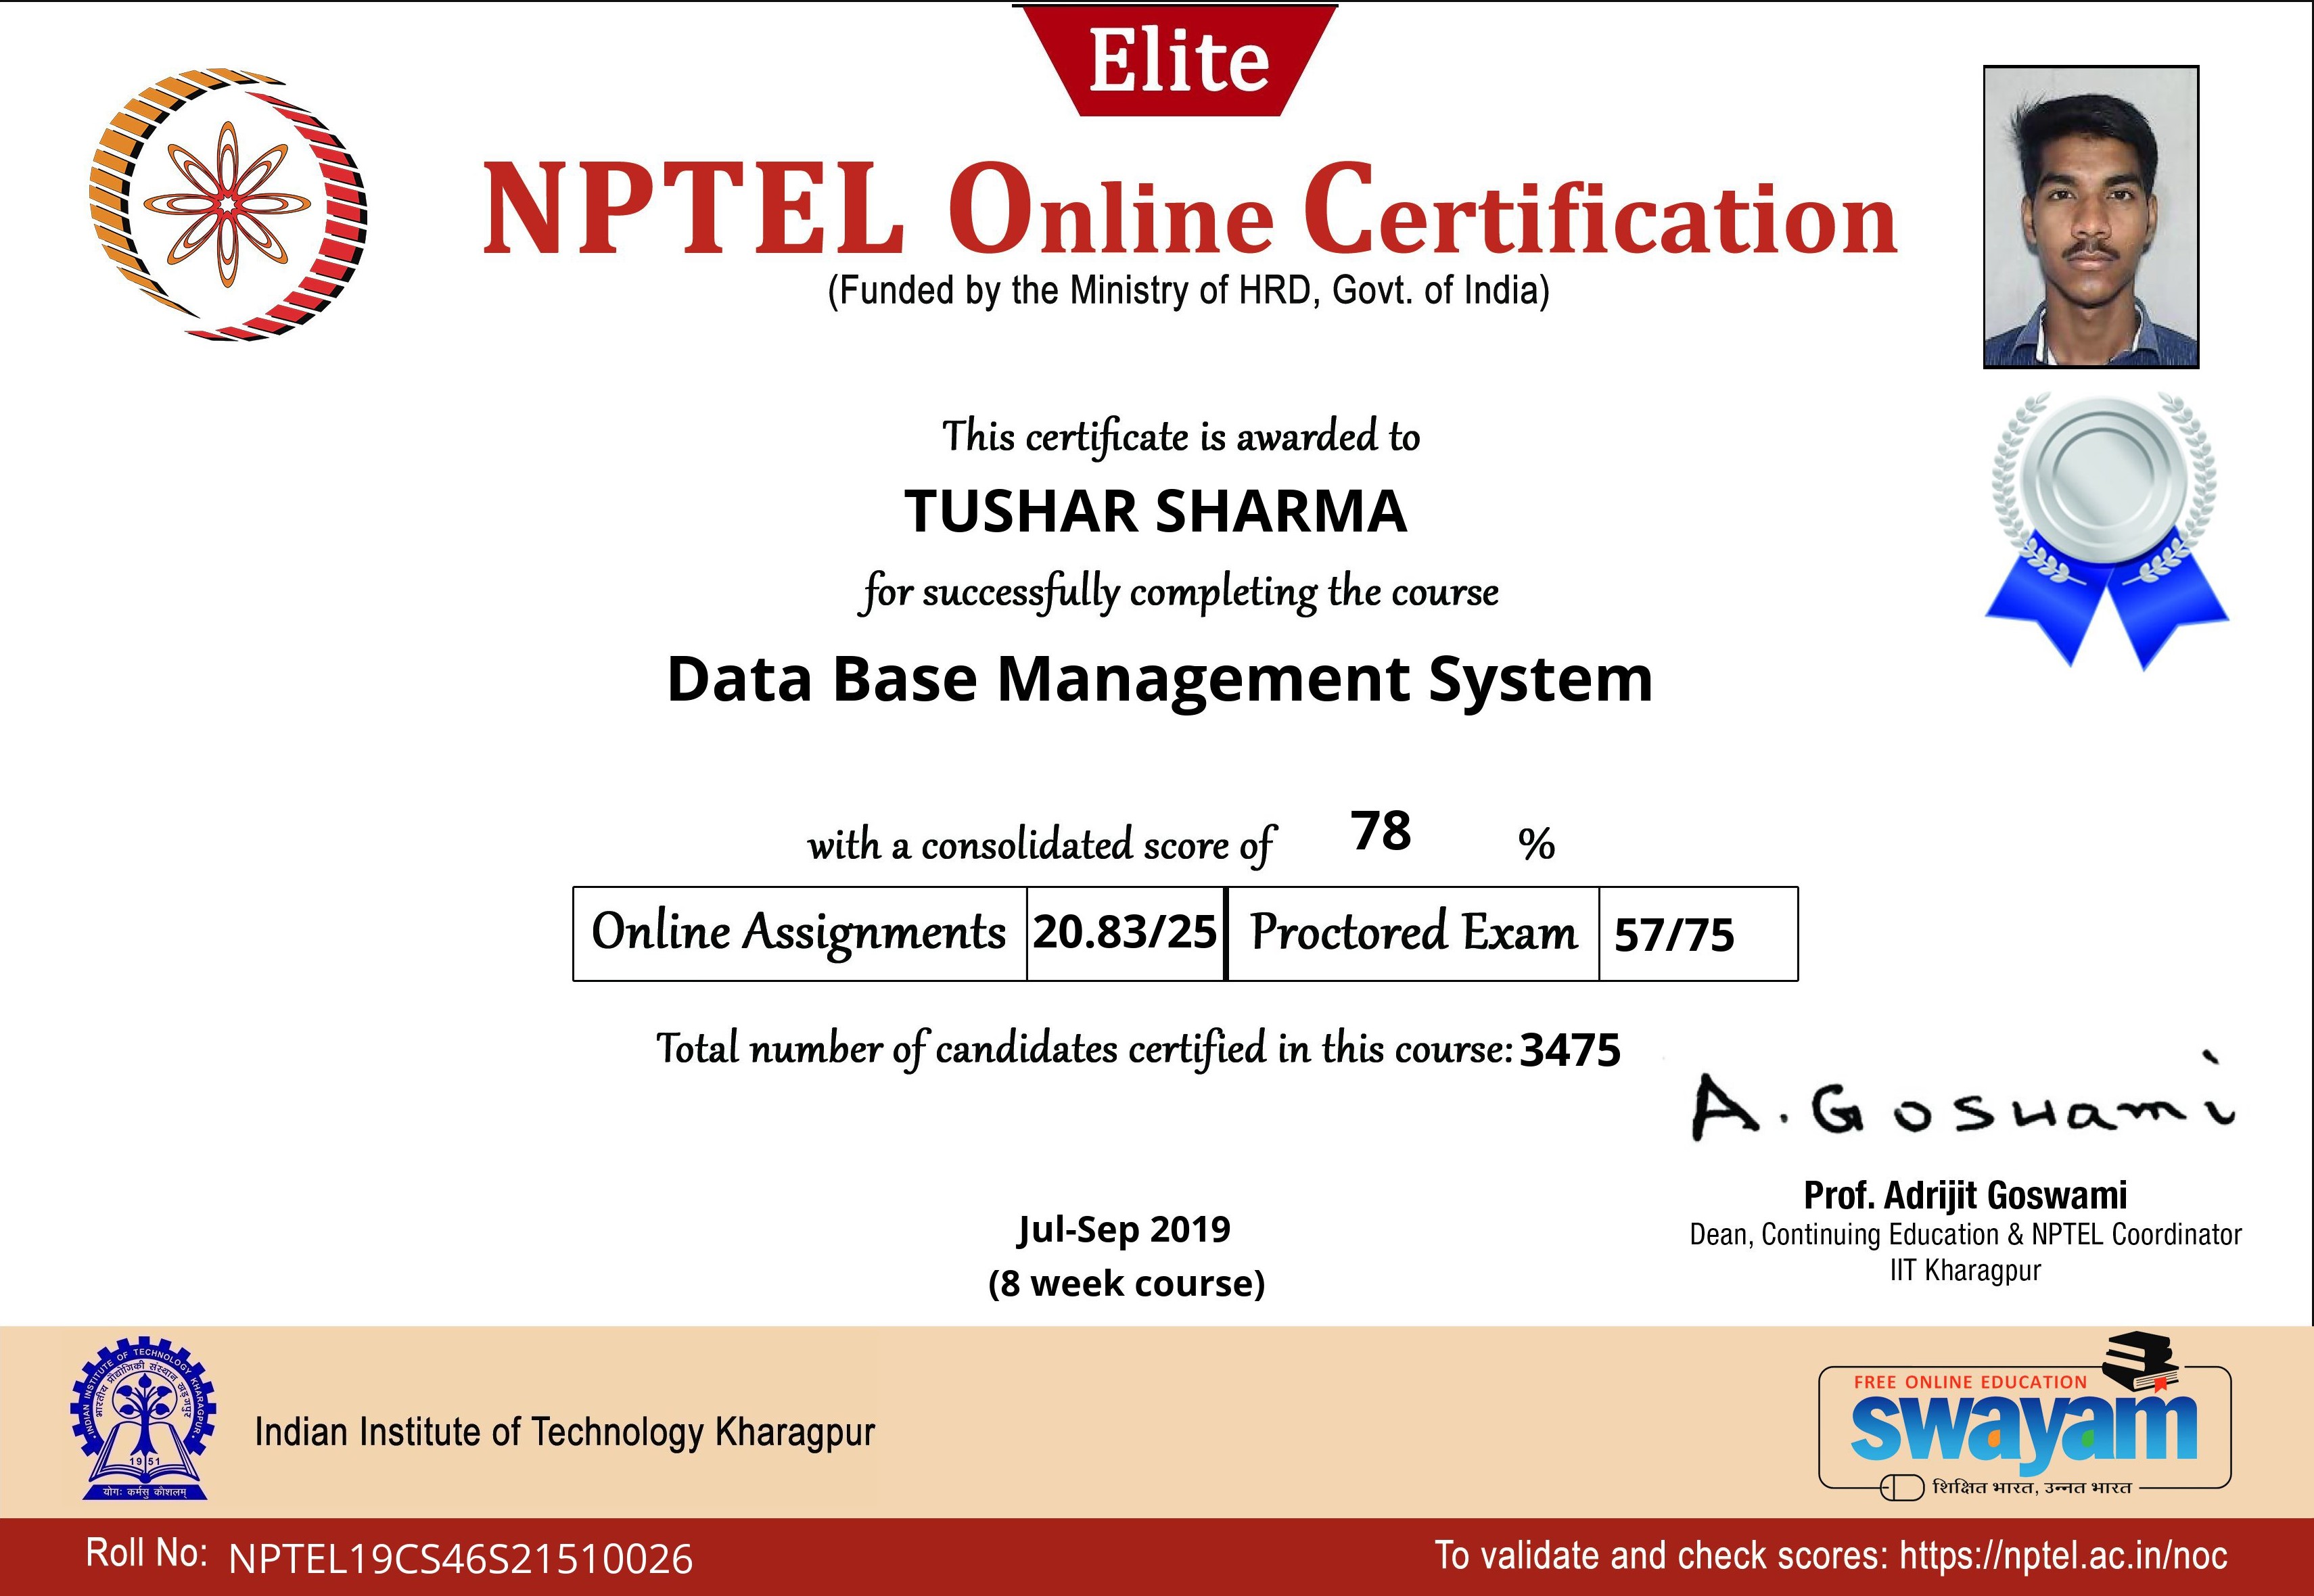 Elite
NPTEL Online Certification
(Funded by the Ministry of HRD, Govt. of India)
This certificate is awarded to
TUSHAR SHARMA
for successfully completing the course
Data Base Management System
with a consolidated score of 78 %
Online Assignments 20.83/25 Proctored Exam 57/75
Total number of candidates certified in this course: 3475
A. Goswami
Prof. Adrijit Goswami
Dean, Continuing Education & NPTEL Coordinator
IIT Kharagpur
Jul-Sep 2019
(8 week course)
INDIAN INSTITUTE OF TECHNOLOGY KHARAGPUR
भारतीय प्रौद्योगिकी संस्थान खड़गपुर
1951
योगः कर्मसु कौशलम्
Indian Institute of Technology Kharagpur
FREE ONLINE EDUCATION
swayam
शिक्षित भारत, उन्नत भारत
Roll No: NPTEL19CS46S21510026
To validate and check scores: https://nptel.ac.in/noc